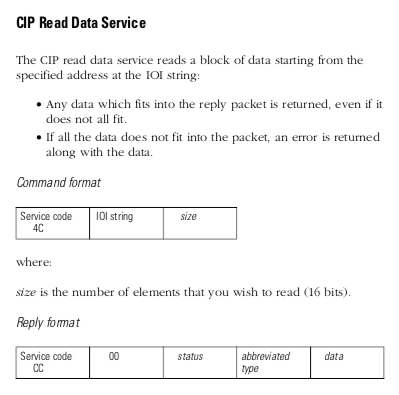 CIP Read Data Service
The CIP read data service reads a block of data starting from the
specified address at the IOI string:
• Any data which fits into the reply packet is returned, even if it
does not all fit.
• If all the data does not fit into the packet, an error is returned
along with the data.
Command format
Service code IOI string size
4C
where:
size is the number of elements that you wish to read (16 bits).
Reply format
Service code 00 status abbreviated data
CC type